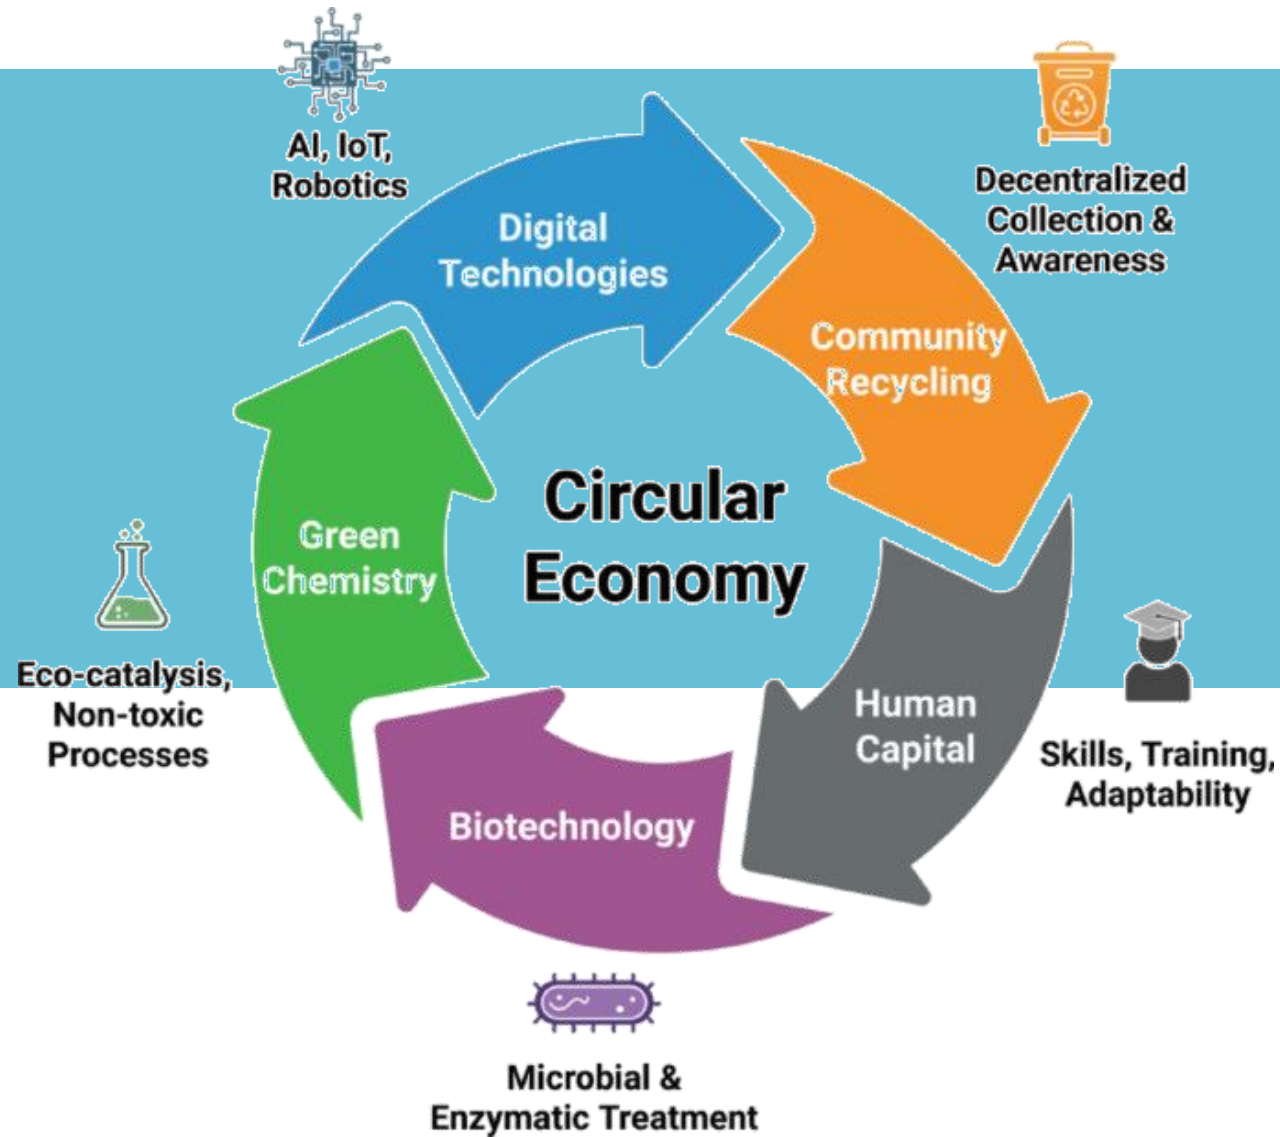 AI, IoT,
Robotics
Decentralized
Collection &
Awareness
Digital
Technologies
Community
Recycling
Circular
Economy
Green
Chemistry
Eco-catalysis,
Non-toxic
Processes
Human
Capital
Skills, Training,
Adaptability
Biotechnology
Microbial &
Enzymatic Treatment